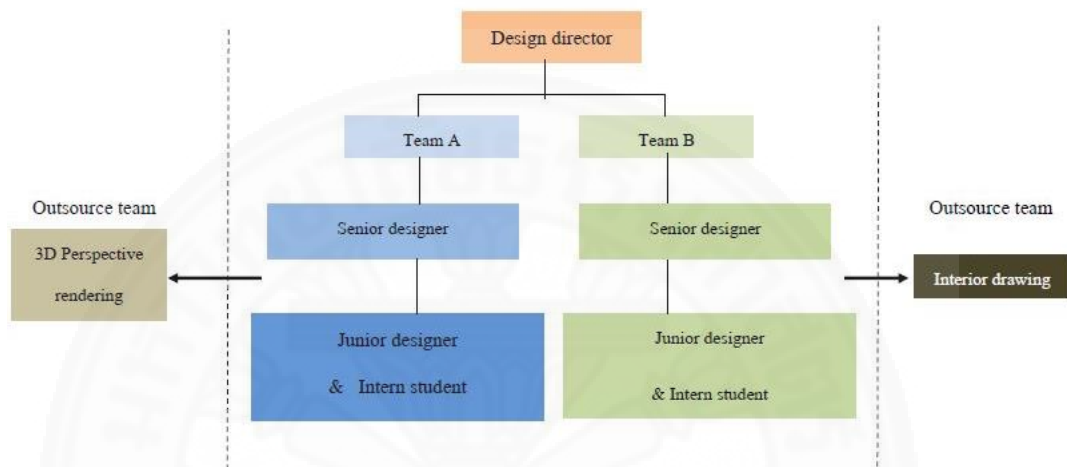 Design director
Team A
Team B
Outsource team
3D Perspective
rendering
Senior designer
Senior designer
Outsource team
Interior drawing
Junior designer
& Intern student
Junior designer
& Intern student